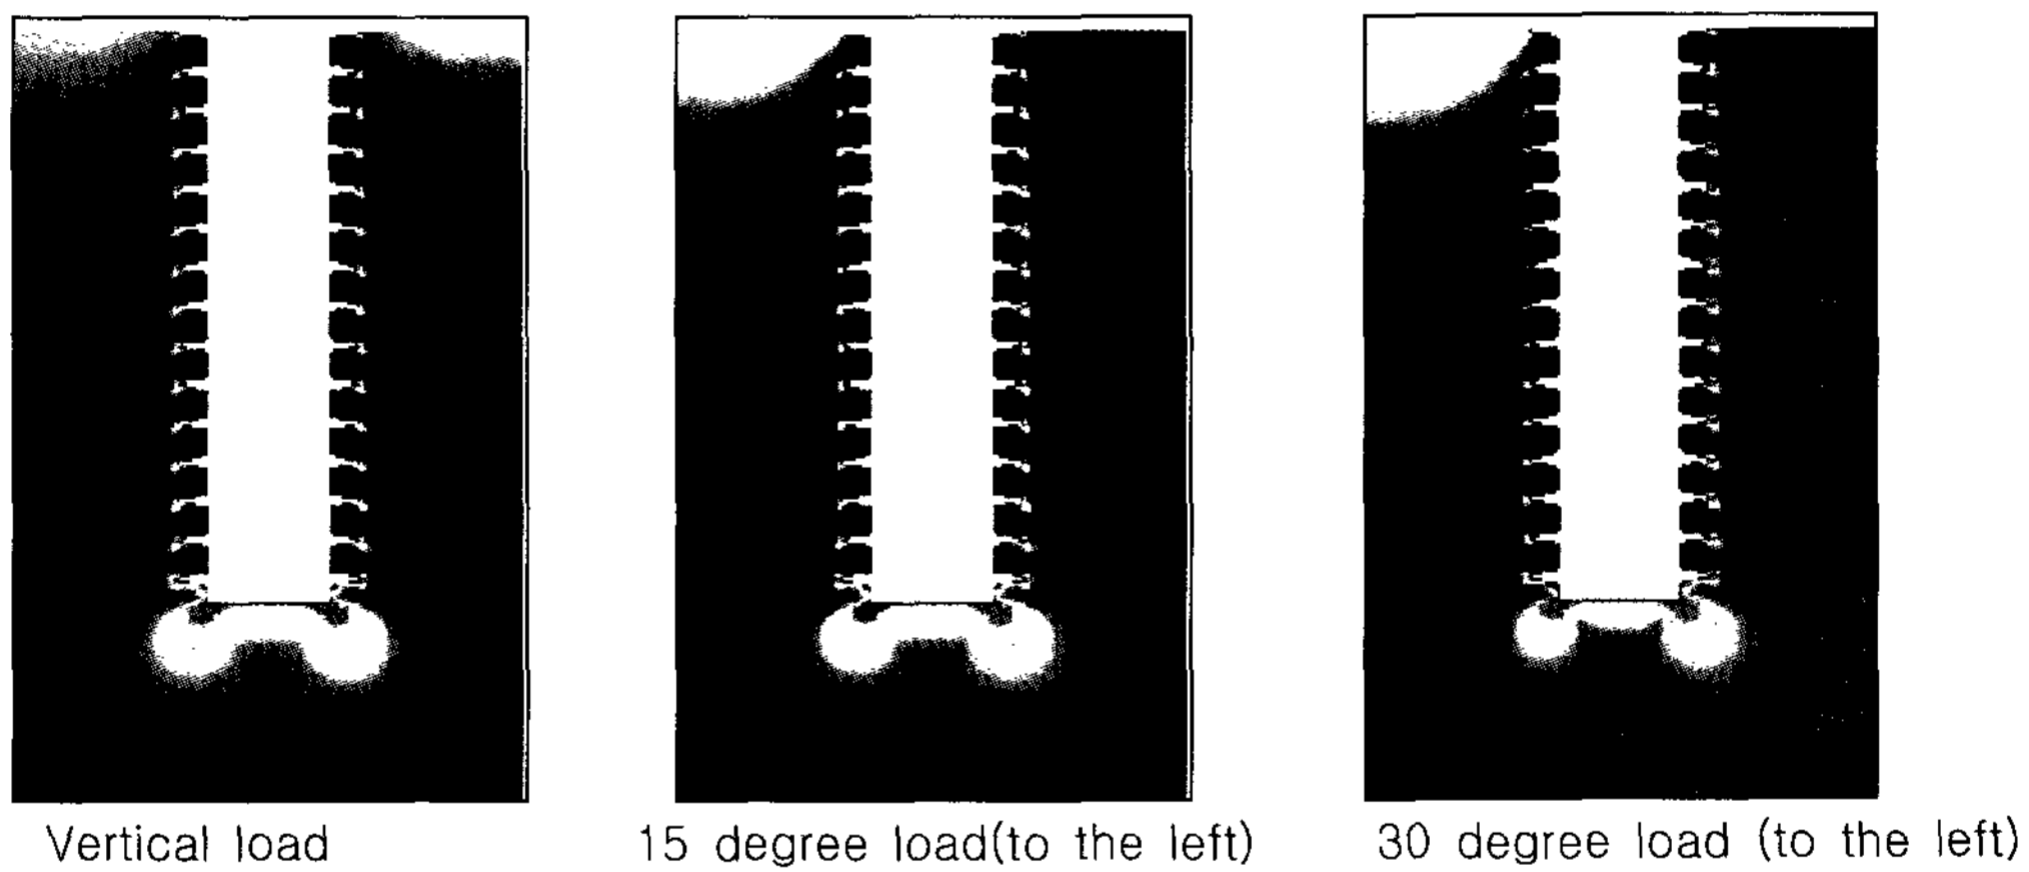 Vertical load
15 degree load(to the left)
30 degree load (to the left)